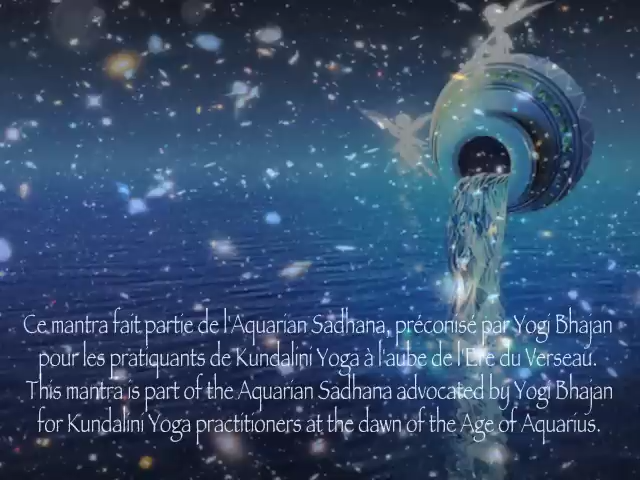 Ce mantra fait partie de l'Aquarian Sadhana, préconisé par Yogi Bhajan
pour les pratiquants de Kundalini Yoga à l'aube de l'Ere du Verseau.
This mantra is part of the Aquarian Sadhana advocated by Yogi Bhajan
for Kundalini Yoga practitioners at the dawn of the Age of Aquarius.